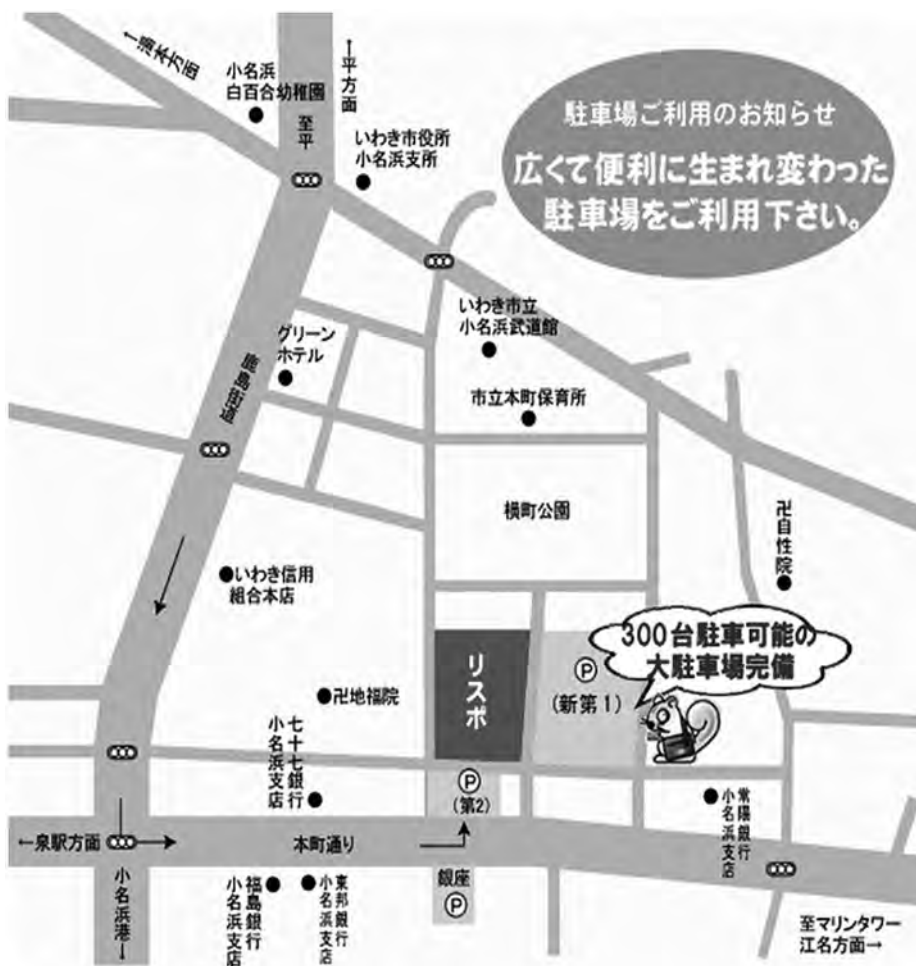 ←湯本方面
←平方面
小名浜
白百合幼稚園
至平
いわき市役所
小名浜支所
駐車場ご利用のお知らせ
広くて便利に生まれ変わった
駐車場をご利用下さい。
いわき市立
小名浜武道館
グリーン
ホテル
鹿島街道
市立本町保育所
横町公園
卍自性院
いわき信用
組合本店
300台駐車可能の
大駐車場完備
リスポ
P
(新第1)
卍地福院
七十七銀行
小名浜支店
P
(第2)
常陽銀行
小名浜支店
←泉駅方面
本町通り
小名浜港→
福島銀行
小名浜支店
東邦銀行
小名浜支店
銀座
P
至マリンタワー
江名方面→